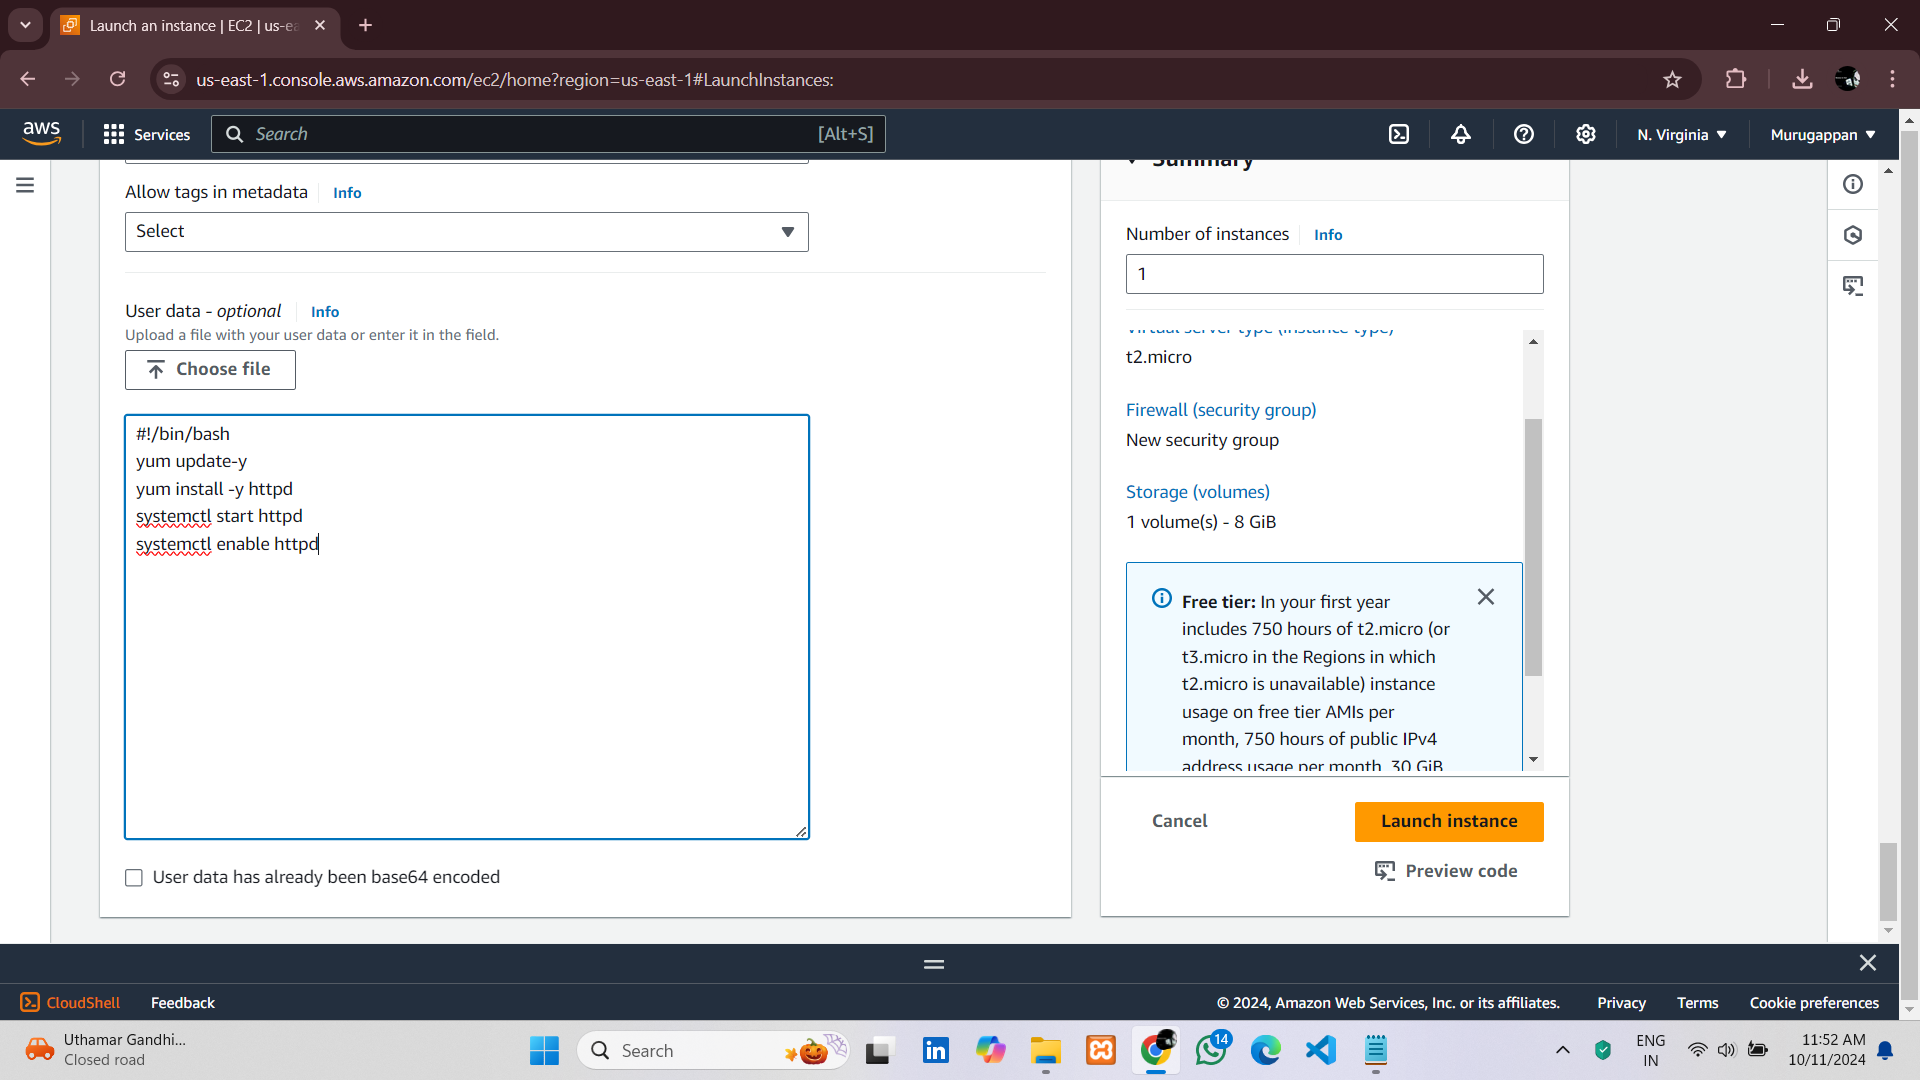 Launch an instance | EC2 | us-ea
us-east-1.console.aws.amazon.com/ec2/home?region=us-east-1#LaunchInstances:
aws
Services
Search
[Alt+S]
N. Virginia
Murugappan
Allow tags in metadata
Info
Select
User data - optional
Info
Upload a file with your user data or enter it in the field.
Choose file
#!/bin/bash
yum update-y
yum install -y httpd
systemctl start httpd
systemctl enable httpd
User data has already been base64 encoded
Summary
Number of instances
Info
1
Virtual server type (instance type)
t2.micro
Firewall (security group)
New security group
Storage (volumes)
1 volume(s) - 8 GiB
Free tier: In your first year
includes 750 hours of t2.micro (or
t3.micro in the Regions in which
t2.micro is unavailable) instance
usage on free tier AMIs per
month, 750 hours of public IPv4
address usage per month, 30 GiB
Cancel
Launch instance
Preview code
CloudShell
Feedback
© 2024, Amazon Web Services, Inc. or its affiliates.
Privacy
Terms
Cookie preferences
Uthamar Gandhi...
Closed road
Search
14
ENG
IN
11:52 AM
10/11/2024